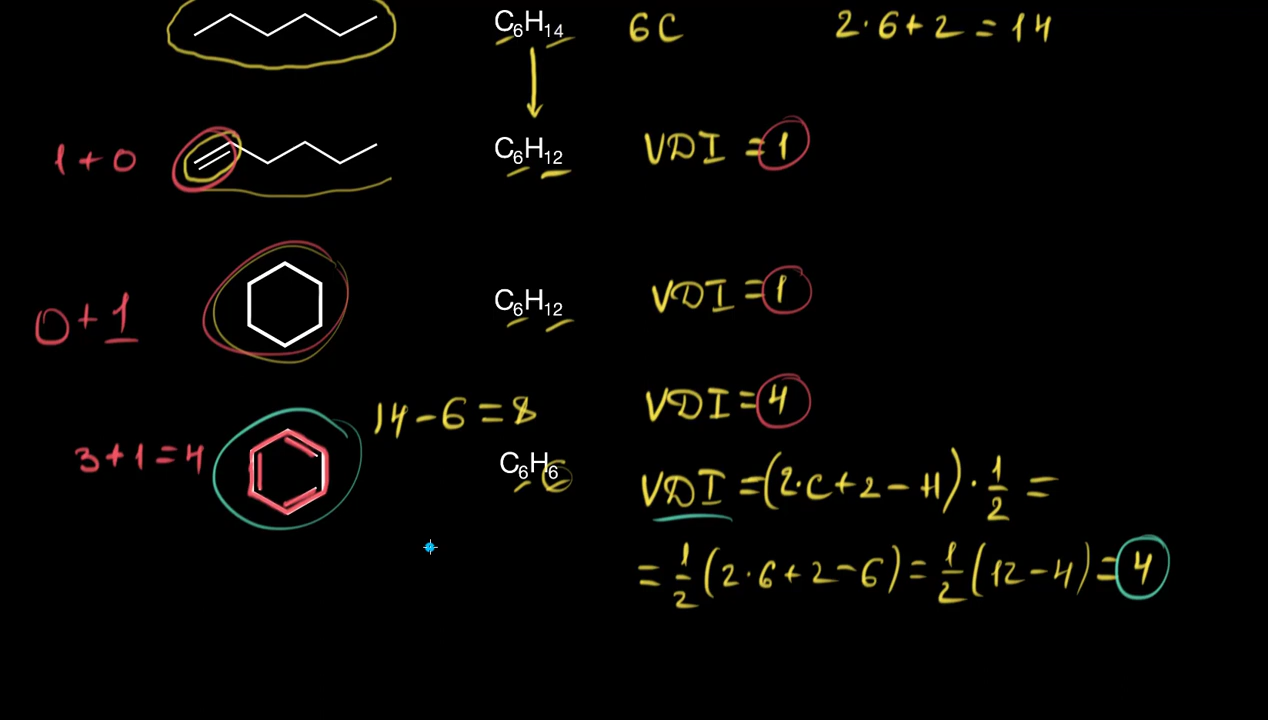 C₆H₁₄ 6C 2·6+2=14
1+0 C₆H₁₂ VDI=1
0+1 C₆H₁₂ VDI=1
VDI=4
14-6=8
3+1=4 C₆H₆
VDI=(2·C+2-H)·1/2=
=1/2(2·6+2-6)=1/2(12-4)=4